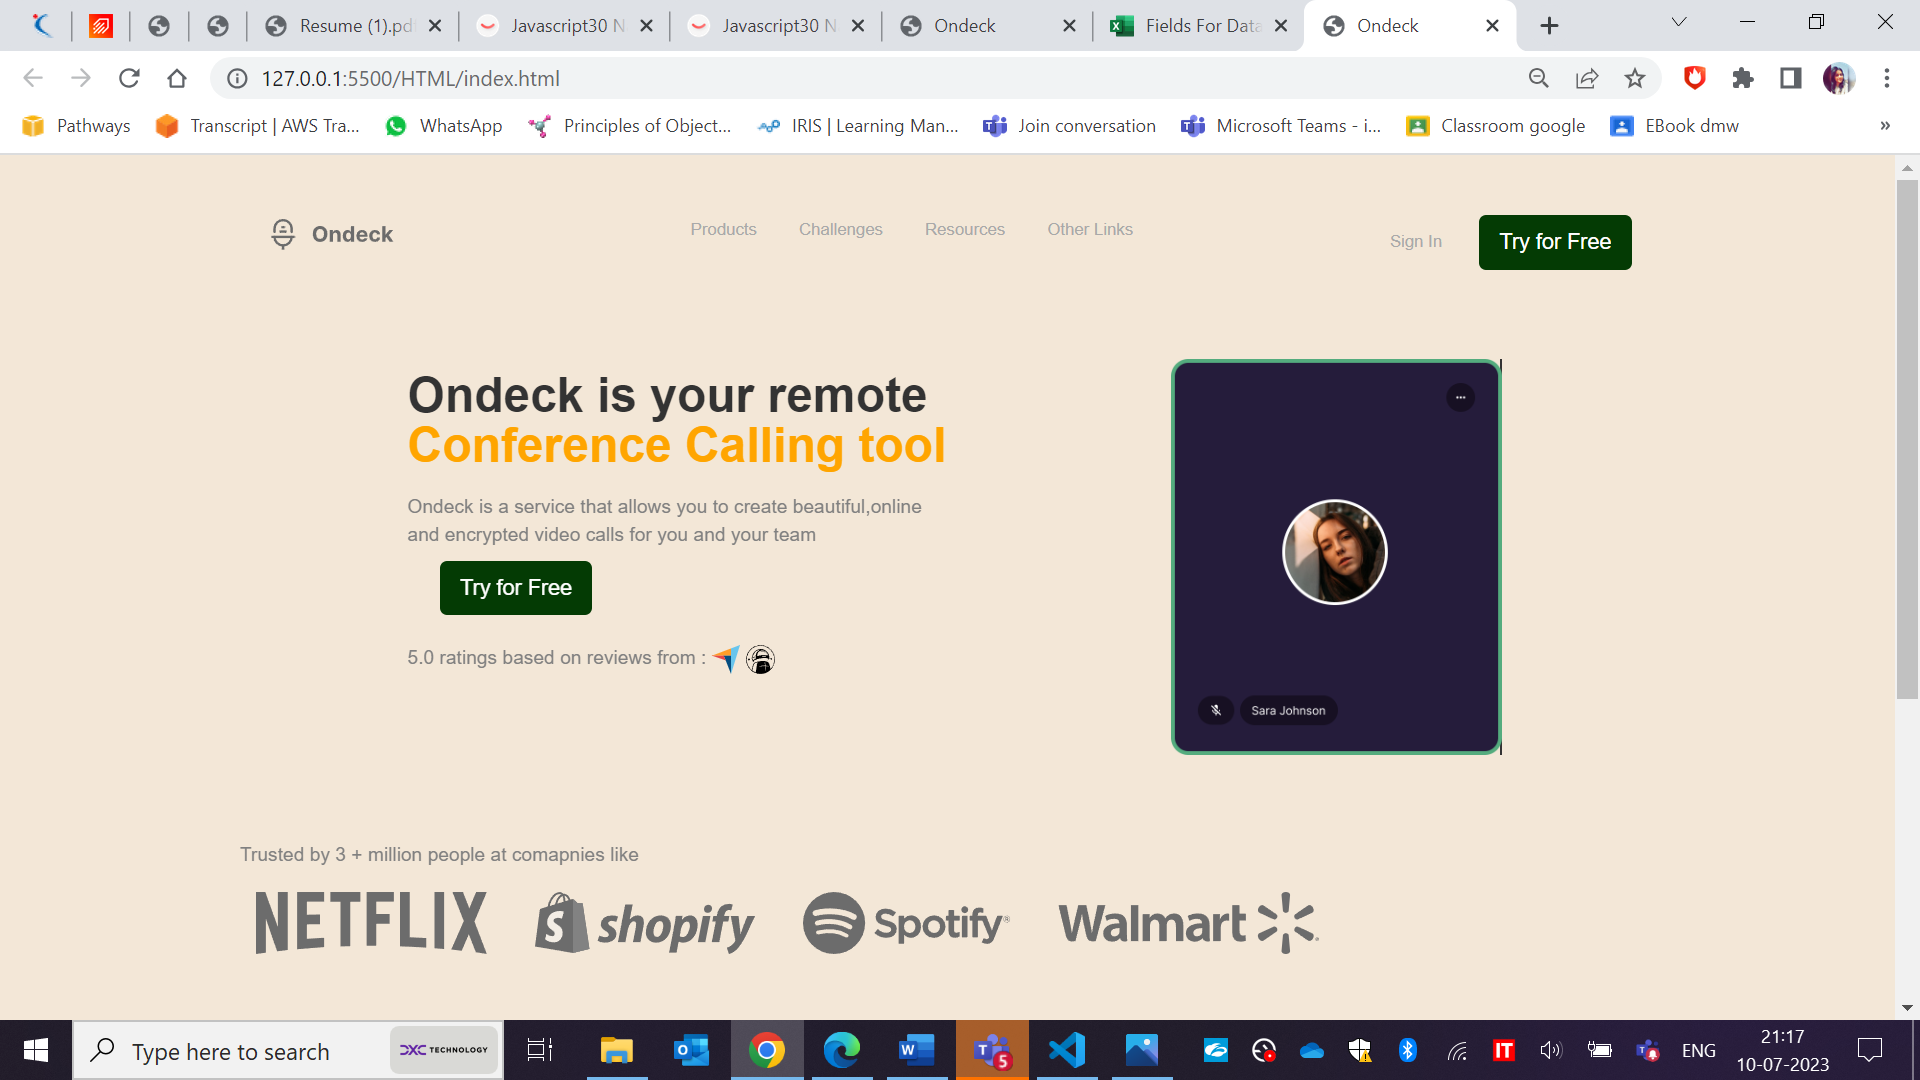 Resume (1).pd
Javascript30 N
Javascript30 N
Ondeck
Fields For Data
Ondeck
127.0.0.1:5500/HTML/index.html
Pathways
Transcript | AWS Tra...
WhatsApp
Principles of Object...
IRIS | Learning Man...
Join conversation
Microsoft Teams - i...
Classroom google
EBook dmw
»
Ondeck
Products
Challenges
Resources
Other Links
Sign In
Try for Free
Ondeck is your remote
Conference Calling tool
Ondeck is a service that allows you to create beautiful,online
and encrypted video calls for you and your team
Try for Free
5.0 ratings based on reviews from :
Sara Johnson
Trusted by 3 + million people at comapnies like
NETFLIX
shopify
Spotify®
Walmart
Type here to search
DXC TECHNOLOGY
5
IT
ENG
21:17
10-07-2023